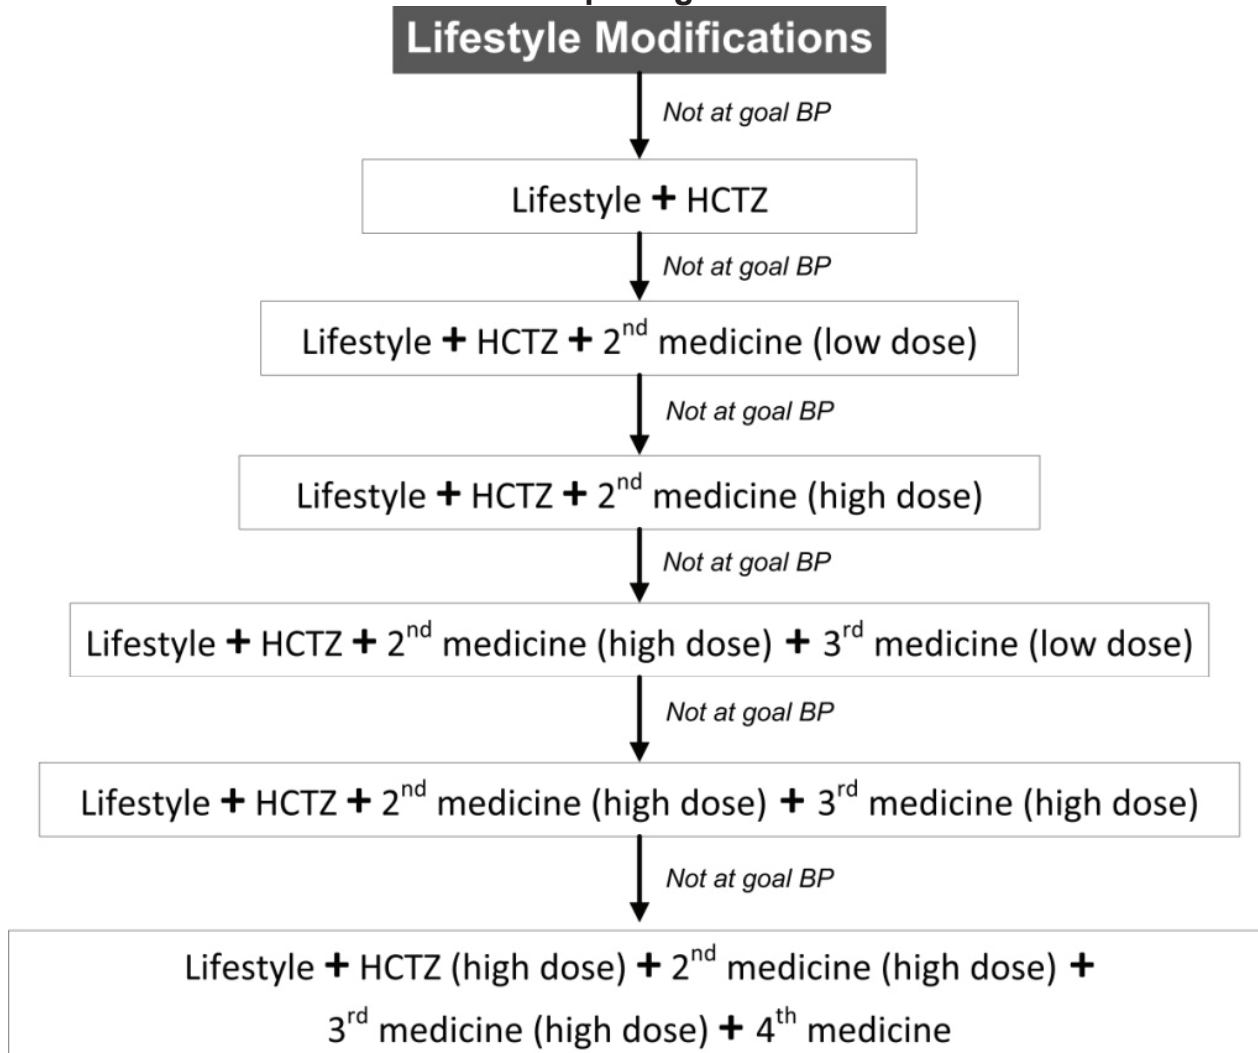 Lifestyle Modifications
Not at goal BP
Lifestyle + HCTZ
Not at goal BP
Lifestyle + HCTZ + 2nd medicine (low dose)
Not at goal BP
Lifestyle + HCTZ + 2nd medicine (high dose)
Not at goal BP
Lifestyle + HCTZ + 2nd medicine (high dose) + 3rd medicine (low dose)
Not at goal BP
Lifestyle + HCTZ + 2nd medicine (high dose) + 3rd medicine (high dose)
Not at goal BP
Lifestyle + HCTZ (high dose) + 2nd medicine (high dose) +
3rd medicine (high dose) + 4th medicine